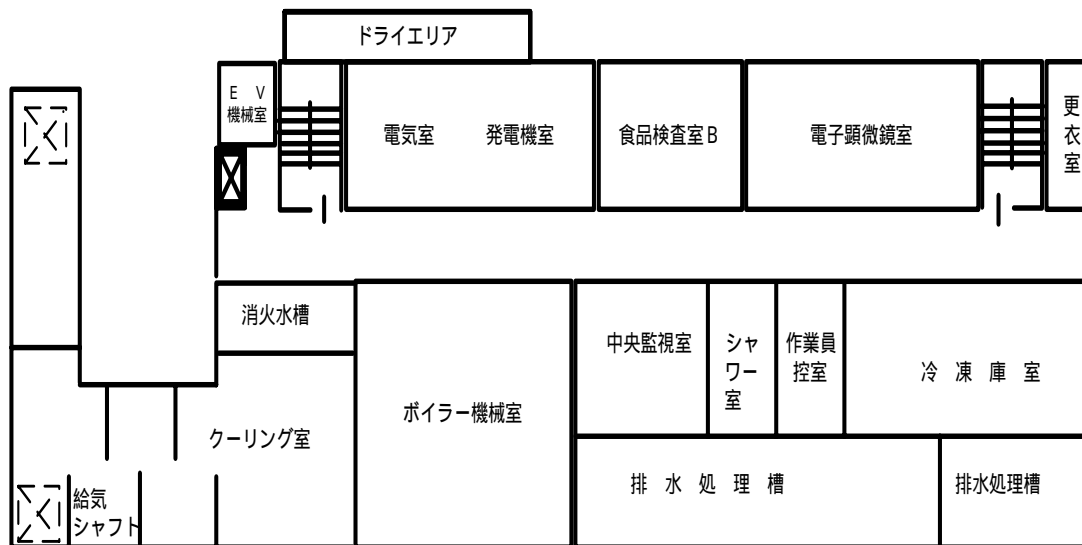 ドライエリア
Ｅ　Ｖ
機械室
電気室
発電機室
食品検査室Ｂ
電子顕微鏡室
更
衣
室
消火水槽
中央監視室
シャ
ワー
室
作業員
控室
冷　凍　庫　室
ボイラー機械室
クーリング室
排　水　処　理　槽
排水処理槽
給気
シャフト